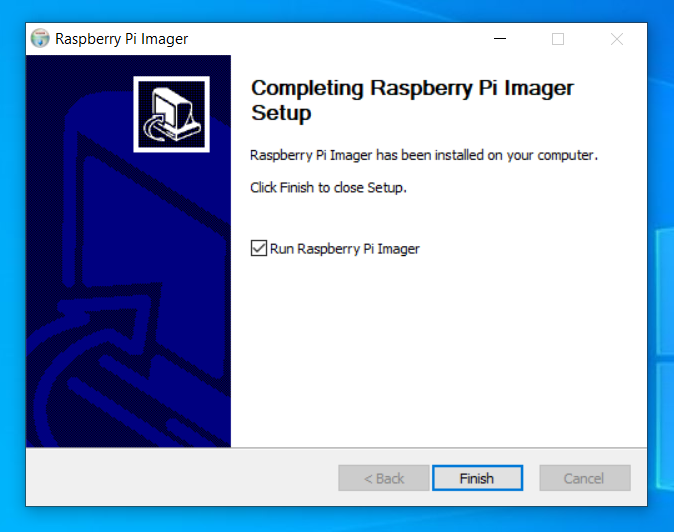 Raspberry Pi Imager
Completing Raspberry Pi Imager
Setup
Raspberry Pi Imager has been installed on your computer.
Click Finish to close Setup.
Run Raspberry Pi Imager
< Back
Finish
Cancel